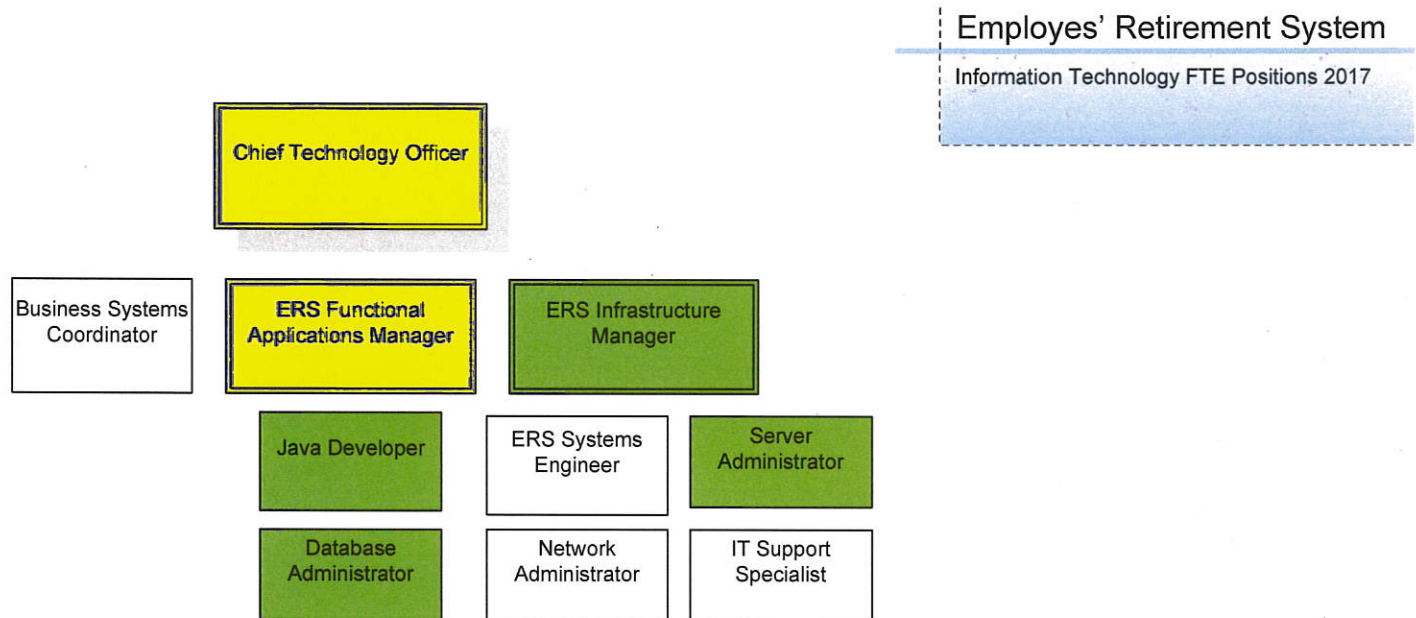 Employes' Retirement System
Information Technology FTE Positions 2017
Chief Technology Officer
Business Systems
Coordinator
ERS Functional
Applications Manager
ERS Infrastructure
Manager
Java Developer
ERS Systems
Engineer
Server
Administrator
Database
Administrator
Network
Administrator
IT Support
Specialist